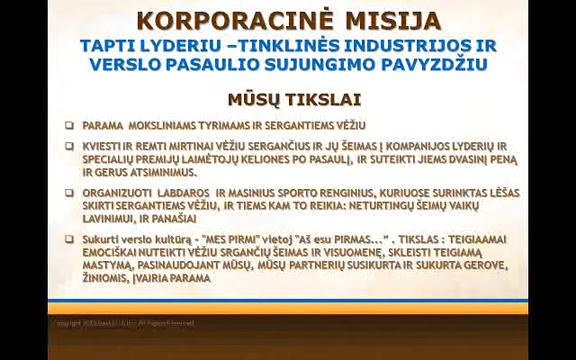 KORPORACINĖ MISIJA
TAPTI LYDERIU –TINKLINĖS INDUSTRIJOS IR
VERSLO PASAULIO SUJUNGIMO PAVYZDŽIU
MŪSŲ TIKSLAI
PARAMA MOKSLINIAMS TYRIMAMS IR SERGANTIEMS VĖŽIU
KVIESTI IR REMTI MIRTINAI VĖŽIU SERGANČIUS IR JŲ ŠEIMAS Į KOMPANIJOS LYDERIŲ IR
SPECIALIŲ PREMIJŲ LAIMĖTOJŲ KELIONES PO PASAULĮ, IR SUTEIKTI JIEMS DVASINĮ PENĄ
IR GERUS ATSIMINIMUS.
ORGANIZUOTI LABDAROS IR MASINIUS SPORTO RENGINIUS, KURIUOSE SURINKTAS LĖŠAS
SKIRTI SERGANTIEMS VĖŽIU, IR TIEMS KAM TO REIKIA: NETURTINGŲ ŠEIMŲ VAIKŲ
LAVINIMUI, IR PANAŠIAI
Sukurti verslo kultūrą - "MES PIRMI" vietoj "Aš esu PIRMAS...” . TIKSLAS : TEIGIAAMAI
EMOCIŠKAI NUTEIKTI VĖŽIU SRGANČIŲ ŠEIMAS IR VISUOMENĘ, SKLEISTI TEIGIAMĄ
MASTYMĄ, PASINAUDOJANT MŪSŲ, MŪSŲ PARTNERIŲ SUSIKURTA IR SUKURTA GEROVE,
ŽINIOMIS, ĮVAIRIA PARAMA